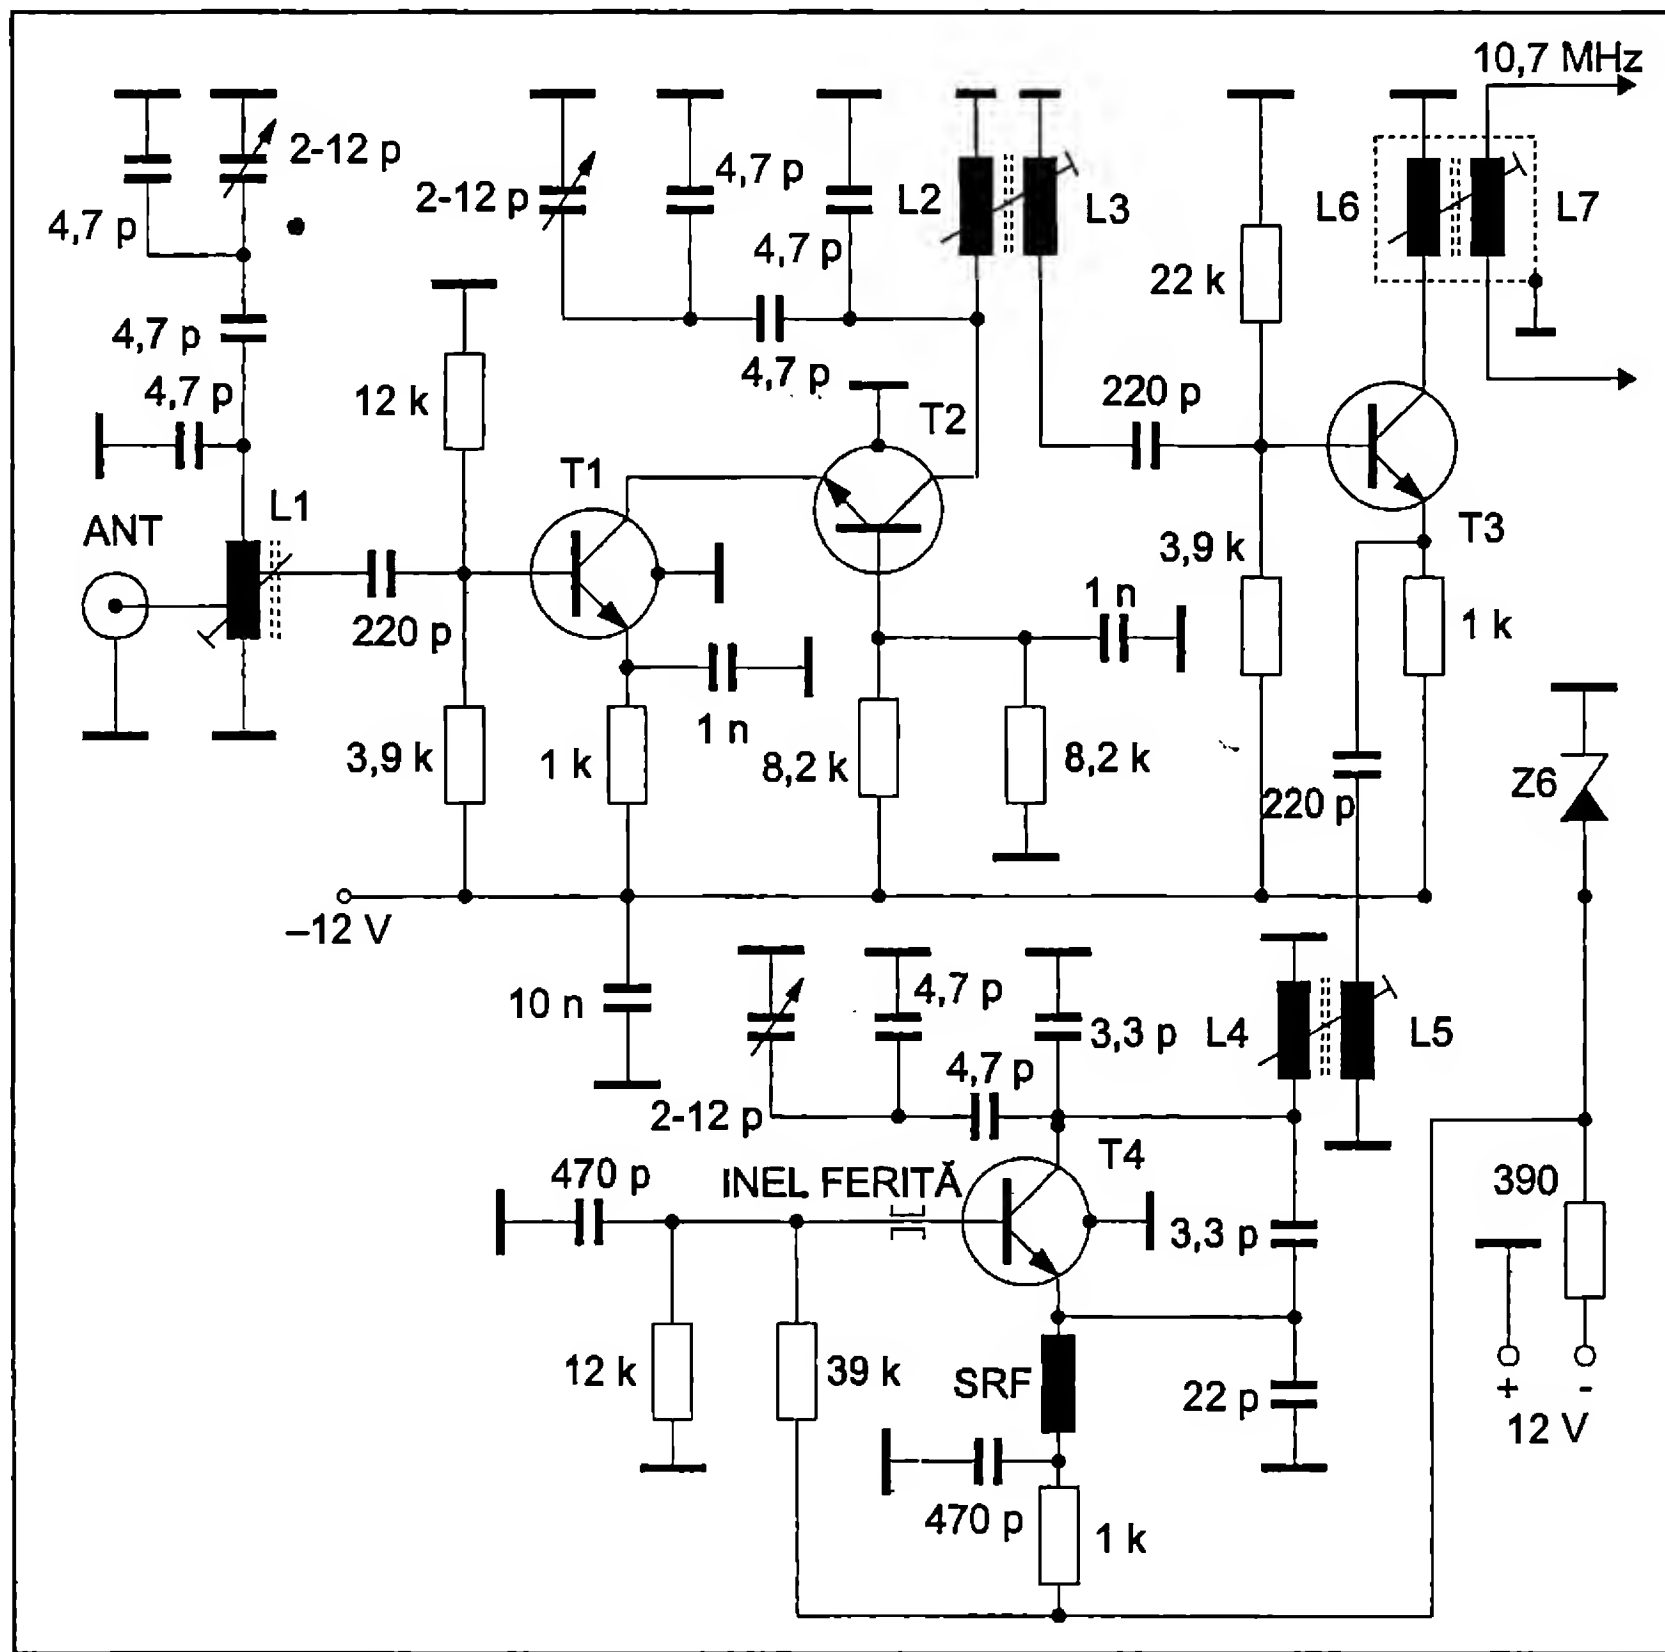 10,7 MHz
2-12 p
4,7 p
4,7 p
4,7 p
ANT
L1
220 p
12 k
3,9 k
2-12 p
4,7 p
4,7 p
4,7 p
L2
L3
T1
T2
1 k
1 n
8,2 k
8,2 k
1 n
22 k
220 p
3,9 k
L6
L7
T3
1 k
220 p
Z6
–12 V
10 n
2-12 p
4,7 p
4,7 p
3,3 p
L4
L5
T4
470 p
INEL FERITĂ
3,3 p
12 k
39 k
SRF
470 p
1 k
22 p
390
+
-
12 V